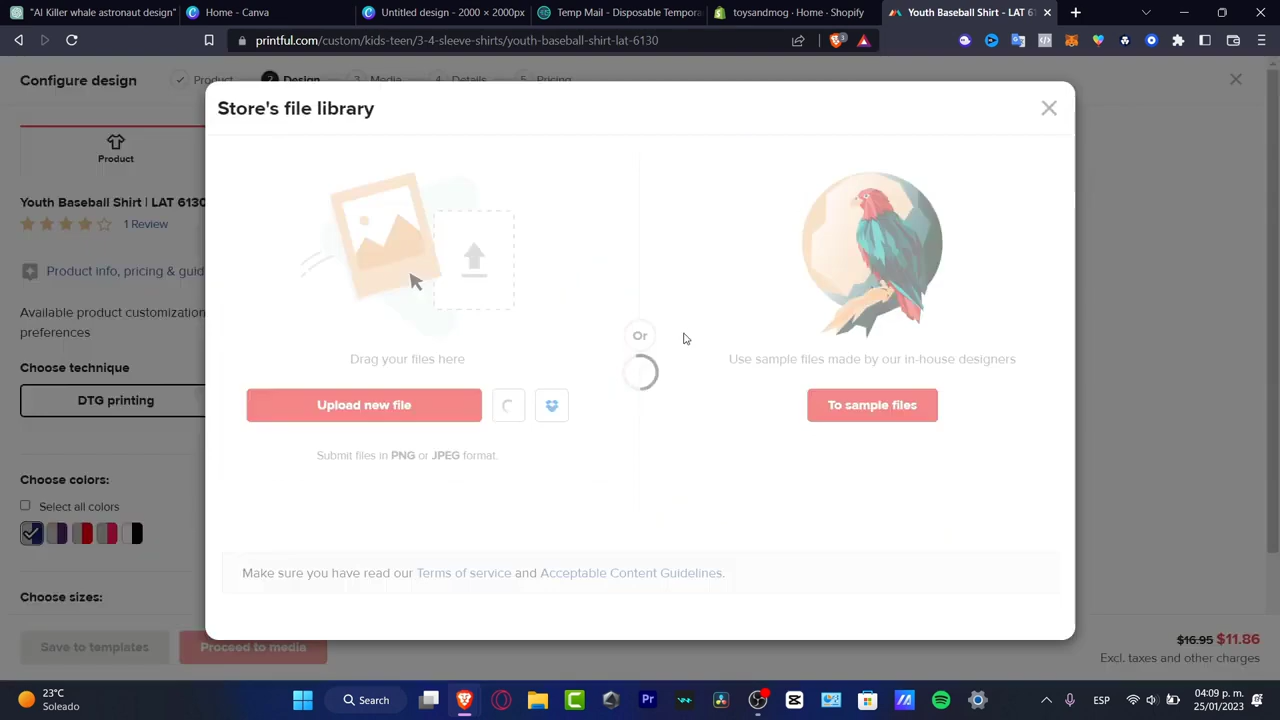 "AI Killer whale astronaut design"
Home - Canva
Untitled design - 2000 × 2000px
Temp Mail - Disposable Tempora
toysandmog · Home · Shopify
Youth Baseball Shirt - LAT 6
printful.com/custom/kids-teen/3-4-sleeve-shirts/youth-baseball-shirt-lat-6130
3
Configure design
Product
2
Design
3
Media
4
Details
5
Pricing
Store's file library
Product
Youth Baseball Shirt | LAT 6130
1 Review
Product info, pricing & guid
Available product customization
preferences
Choose technique
DTG printing
Choose colors:
Select all colors
Choose sizes:
Save to templates
Proceed to media
Drag your files here
Upload new file
Submit files in PNG or JPEG format.
Or
Use sample files made by our in-house designers
To sample files
Make sure you have read our Terms of service and Acceptable Content Guidelines.
$16.95 $11.86
Excl. taxes and other charges
23°C
Soleado
Search
Pr
ESP
04:09 p. m.
25/01/2023